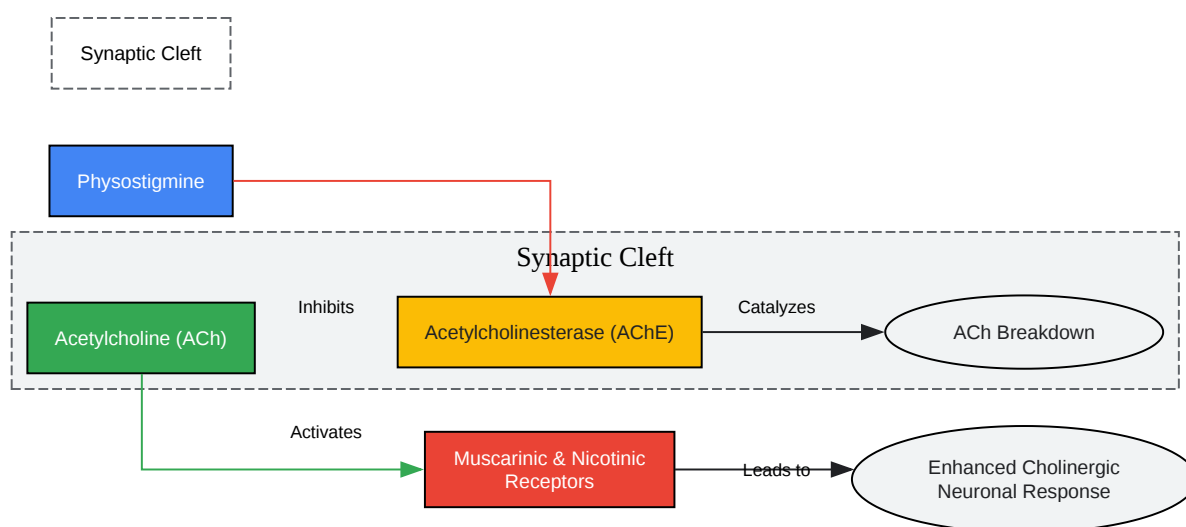 Synaptic Cleft
Physostigmine
Synaptic Cleft
Inhibits
Catalyzes
Acetylcholine (ACh)
Acetylcholinesterase (AChE)
ACh Breakdown
Activates
Muscarinic & Nicotinic
Receptors
Leads to
Enhanced Cholinergic
Neuronal Response